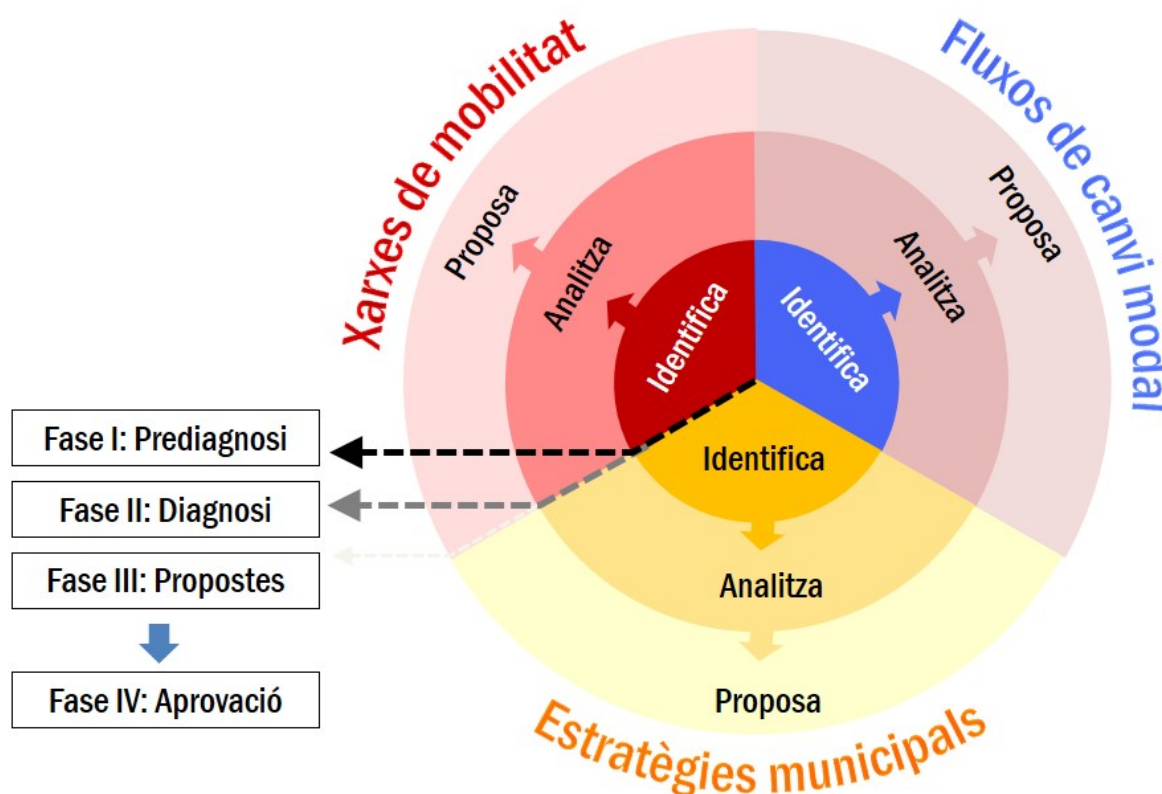 Xarxes de mobilitat
Fluxos de canvi modal
Proposa
Proposa
Analitza
Analitza
Identifica
Identifica
Identifica
Analitza
Proposa
Estratègies municipals
Fase I: Prediagnosi
Fase II: Diagnosi
Fase III: Propostes
Fase IV: Aprovació